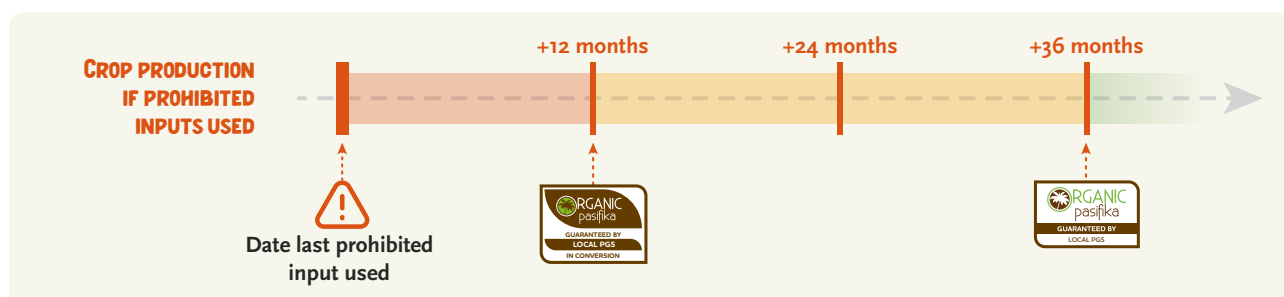 +12 months
+24 months
+36 months
CROP PRODUCTION
IF PROHIBITED
INPUTS USED
Date last prohibited
input used
ORGANIC
pasifika
GUARANTEED BY
LOCAL PGS
IN CONVERSION
ORGANIC
pasifika
GUARANTEED BY
LOCAL PGS